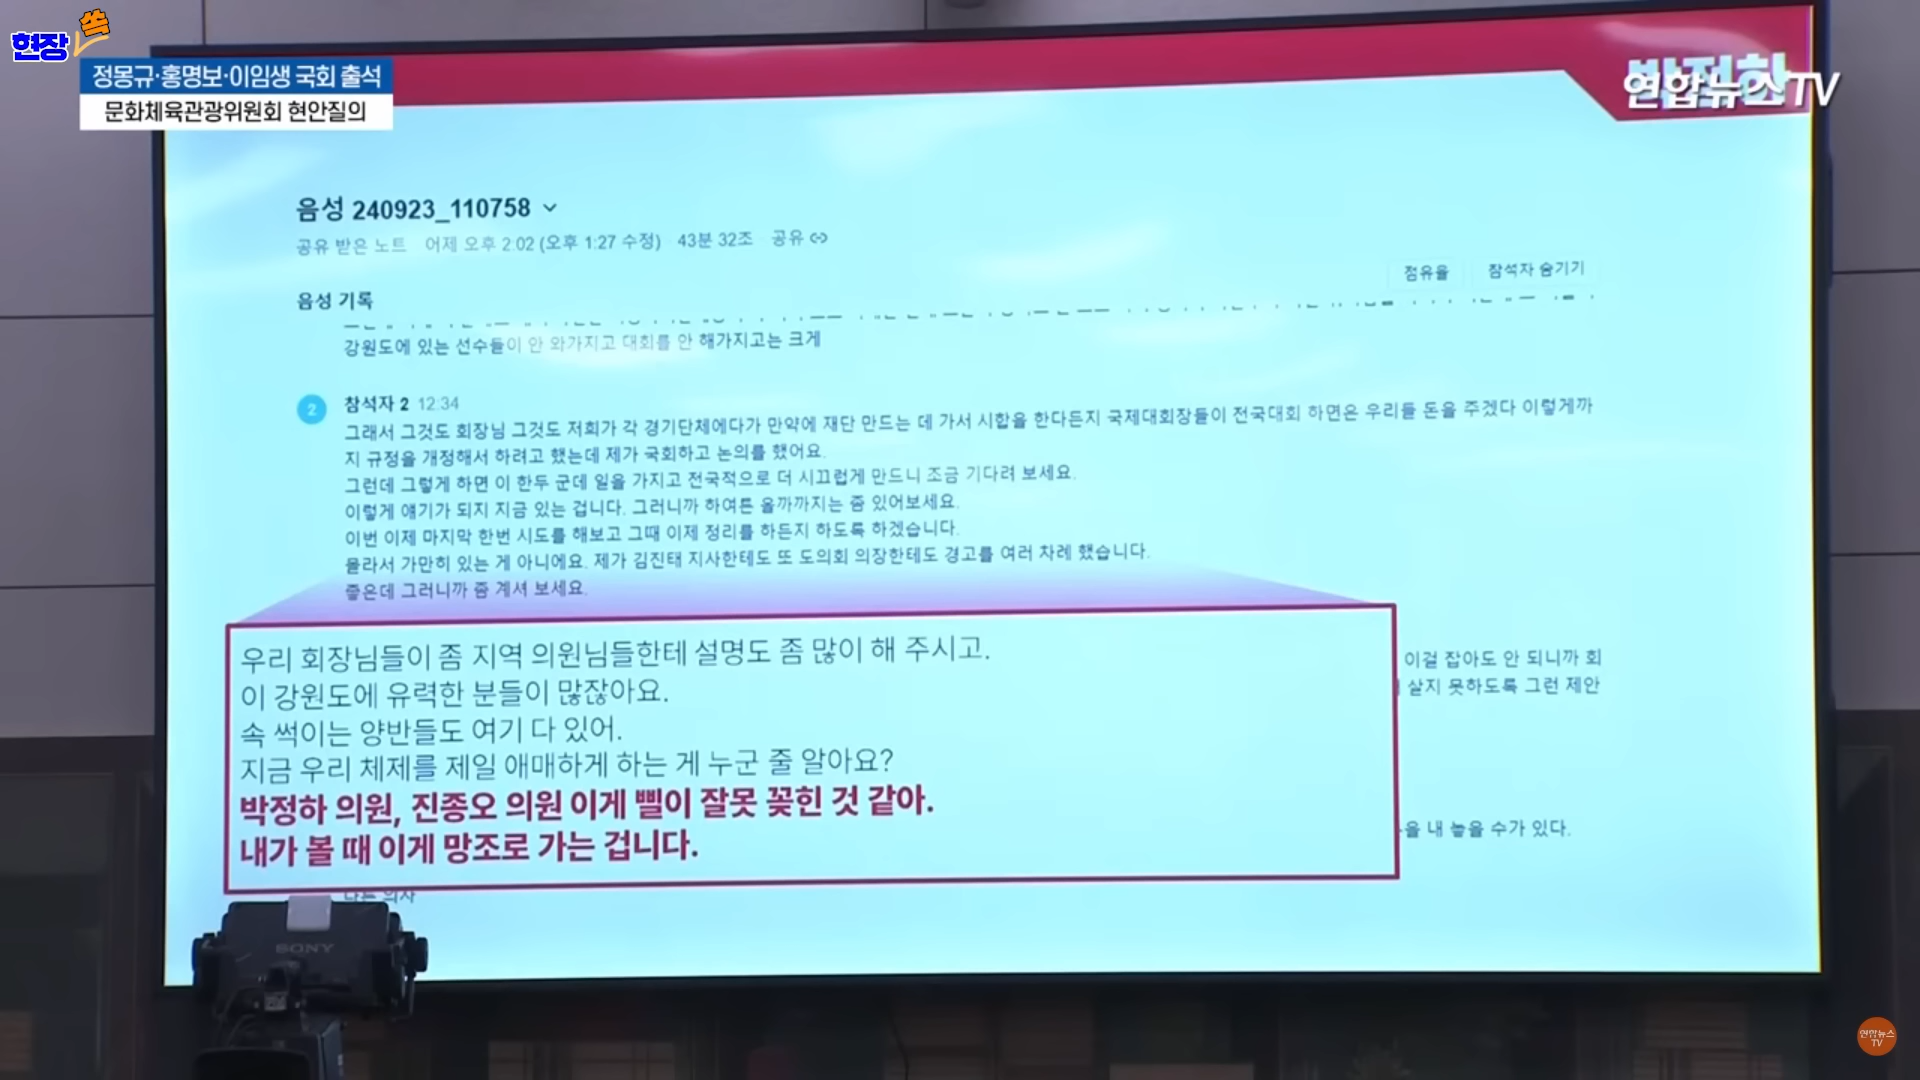 현장 쏙
정몽규·홍명보·이임생 국회 출석
문화체육관광위원회 현안질의
연합뉴스TV
음성 240923_110758
공유 받은 노트 어제 오후 2:02 (오후 1:27 수정) 43분 32초 공유
점유율 참석자 숨기기
음성 기록
강원도에 있는 선수들이 안 와가지고 대회를 안 해가지고는 크게
2 참석자 2 12:34
그래서 그것도 회장님 그것도 저희가 각 경기단체에다가 만약에 재단 만드는 데 가서 시합을 한다든지 국제대회장들이 전국대회 하면은 우리들 돈을 주겠다 이렇게까
지 규정을 개정해서 하려고 했는데 제가 국회하고 논의를 했어요.
그런데 그렇게 하면 이 한두 군데 일을 가지고 전국적으로 더 시끄럽게 만드니 조금 기다려 보세요.
이렇게 얘기가 되지 지금 있는 겁니다. 그러니까 하여튼 올까까지는 좀 있어보세요.
이번 이제 마지막 한번 시도를 해보고 그때 이제 정리를 하든지 하도록 하겠습니다.
몰라서 가만히 있는 게 아니에요. 제가 김진태 지사한테도 또 도의회 의장한테도 경고를 여러 차례 했습니다.
좋은데 그러니까 좀 계셔 보세요.
우리 회장님들이 좀 지역 의원님들한테 설명도 좀 많이 해 주시고.
이 강원도에 유력한 분들이 많잖아요.
속 썩이는 양반들도 여기 다 있어.
지금 우리 체제를 제일 애매하게 하는 게 누군 줄 알아요?
박정하 의원, 진종오 의원 이게 삘이 잘못 꽂힌 것 같아.
내가 볼 때 이게 망조로 가는 겁니다.
이걸 잡아도 안 되니까 회
살지 못하도록 그런 제안
을 내 놓을 수가 있다.
SONY
연합뉴스
TV